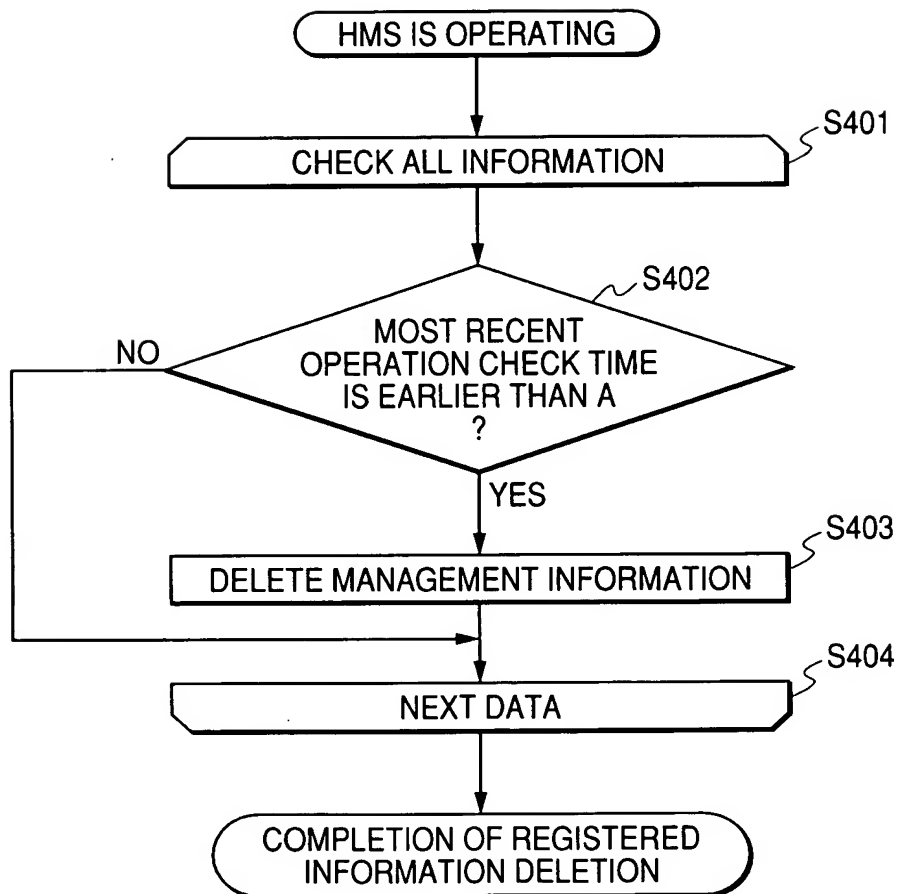 HMS IS OPERATING
S401
CHECK ALL INFORMATION
S402
MOST RECENT
OPERATION CHECK TIME
IS EARLIER THAN A
?
NO
YES
S403
DELETE MANAGEMENT INFORMATION
S404
NEXT DATA
COMPLETION OF REGISTERED
INFORMATION DELETION